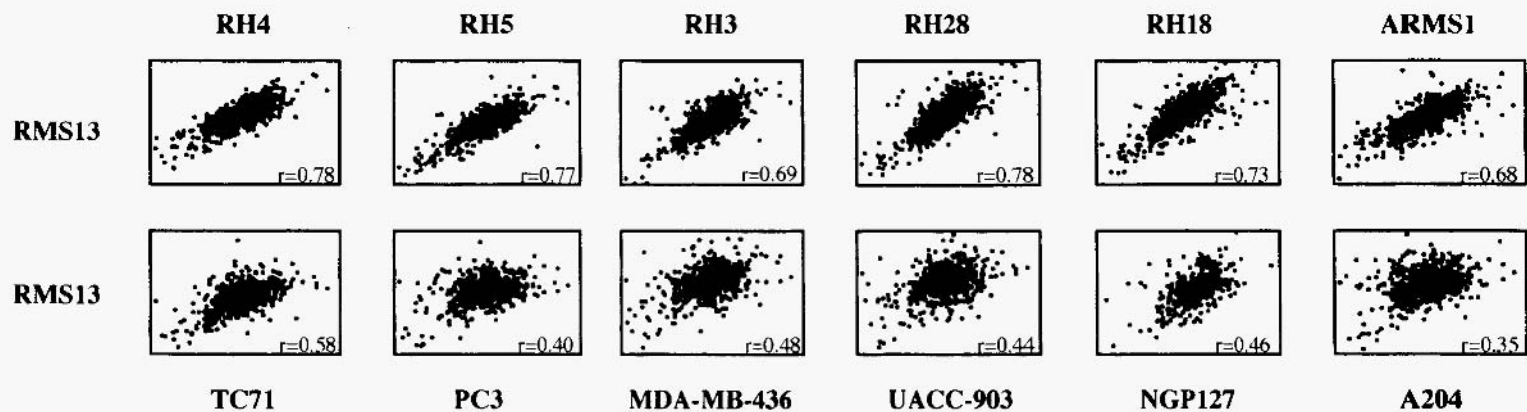 RH4 RH5 RH3 RH28 RH18 ARMS1
RMS13
r=0.78 r=0.77 r=0.69 r=0.78 r=0.73 r=0.68
RMS13
r=0.58 r=0.40 r=0.48 r=0.44 r=0.46 r=0.35
TC71 PC3 MDA-MB-436 UACC-903 NGP127 A204